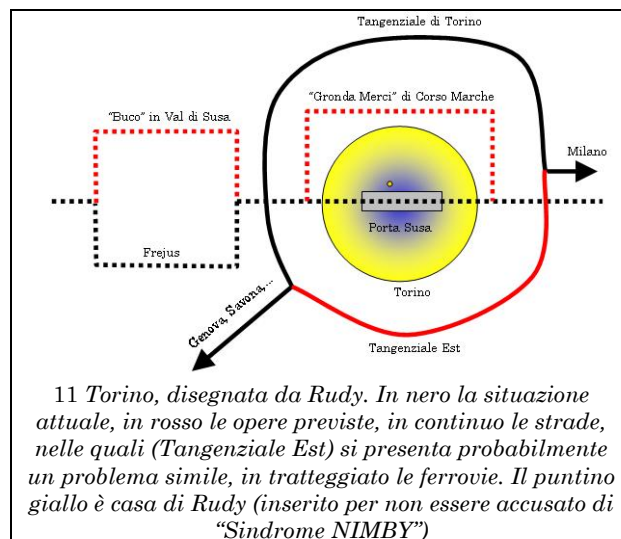 Tangenziale di Torino
"Gronda Merci" di Corso Marche
"Buco" in Val di Susa
Milano
Porta Susa
Frejus
Torino
Genova, Savona,...
Tangenziale Est
11 Torino, disegnata da Rudy. In nero la situazione
attuale, in rosso le opere previste, in continuo le strade,
nelle quali (Tangenziale Est) si presenta probabilmente
un problema simile, in tratteggiato le ferrovie. Il puntino
giallo è casa di Rudy (inserito per non essere accusato di
“Sindrome NIMBY”)